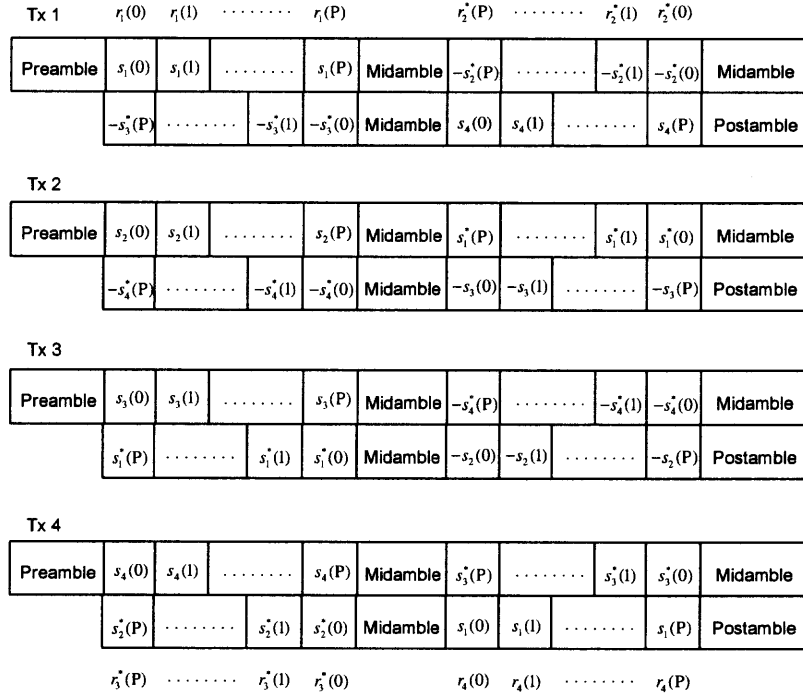 Tx 1 r₁(0) r₁(1) ········ r₁(P) r₂*(P) ········ r₂*(1) r₂*(0)
Preamble s₁(0) s₁(1) ········ s₁(P) Midamble −s₂*(P) ········ −s₂*(1) −s₂*(0) Midamble
−s₃*(P) ········ −s₃*(1) −s₃*(0) Midamble s₄(0) s₄(1) ········ s₄(P) Postamble
Tx 2
Preamble s₂(0) s₂(1) ········ s₂(P) Midamble s₁*(P) ········ s₁*(1) s₁*(0) Midamble
−s₄*(P) ········ −s₄*(1) −s₄*(0) Midamble −s₃(0) −s₃(1) ········ −s₃(P) Postamble
Tx 3
Preamble s₃(0) s₃(1) ········ s₃(P) Midamble −s₄*(P) ········ −s₄*(1) −s₄*(0) Midamble
s₁*(P) ········ s₁*(1) s₁*(0) Midamble −s₂(0) −s₂(1) ········ −s₂(P) Postamble
Tx 4
Preamble s₄(0) s₄(1) ········ s₄(P) Midamble s₃*(P) ········ s₃*(1) s₃*(0) Midamble
s₂*(P) ········ s₂*(1) s₂*(0) Midamble s₁(0) s₁(1) ········ s₁(P) Postamble
r₃*(P) ········ r₃*(1) r₃*(0) r₄(0) r₄(1) ········ r₄(P)